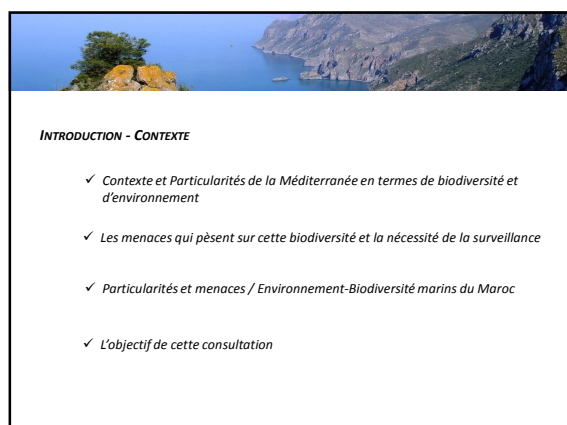 INTRODUCTION - CONTEXTE
✓ Contexte et Particularités de la Méditerranée en termes de biodiversité et
d'environnement
✓ Les menaces qui pèsent sur cette biodiversité et la nécessité de la surveillance
✓ Particularités et menaces / Environnement-Biodiversité marins du Maroc
✓ L'objectif de cette consultation